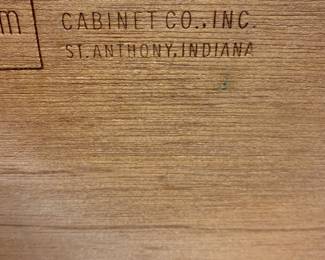 m CABINET CO., INC.
ST. ANTHONY, INDIANA